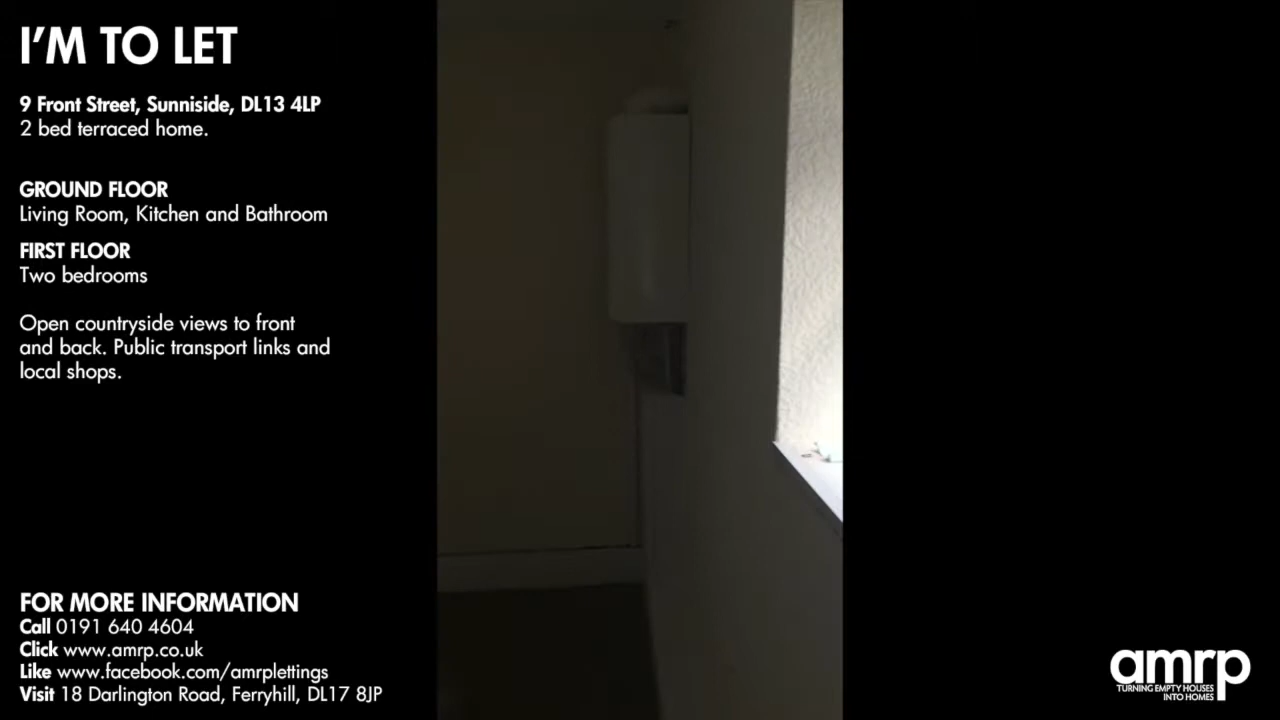 I'M TO LET
9 Front Street, Sunniside, DL13 4LP
2 bed terraced home.
GROUND FLOOR
Living Room, Kitchen and Bathroom
FIRST FLOOR
Two bedrooms
Open countryside views to front
and back. Public transport links and
local shops.
FOR MORE INFORMATION
Call 0191 640 4604
Click www.amrp.co.uk
Like www.facebook.com/amrplettings
Visit 18 Darlington Road, Ferryhill, DL17 8JP
amrp
TURNING EMPTY HOUSES
INTO HOMES